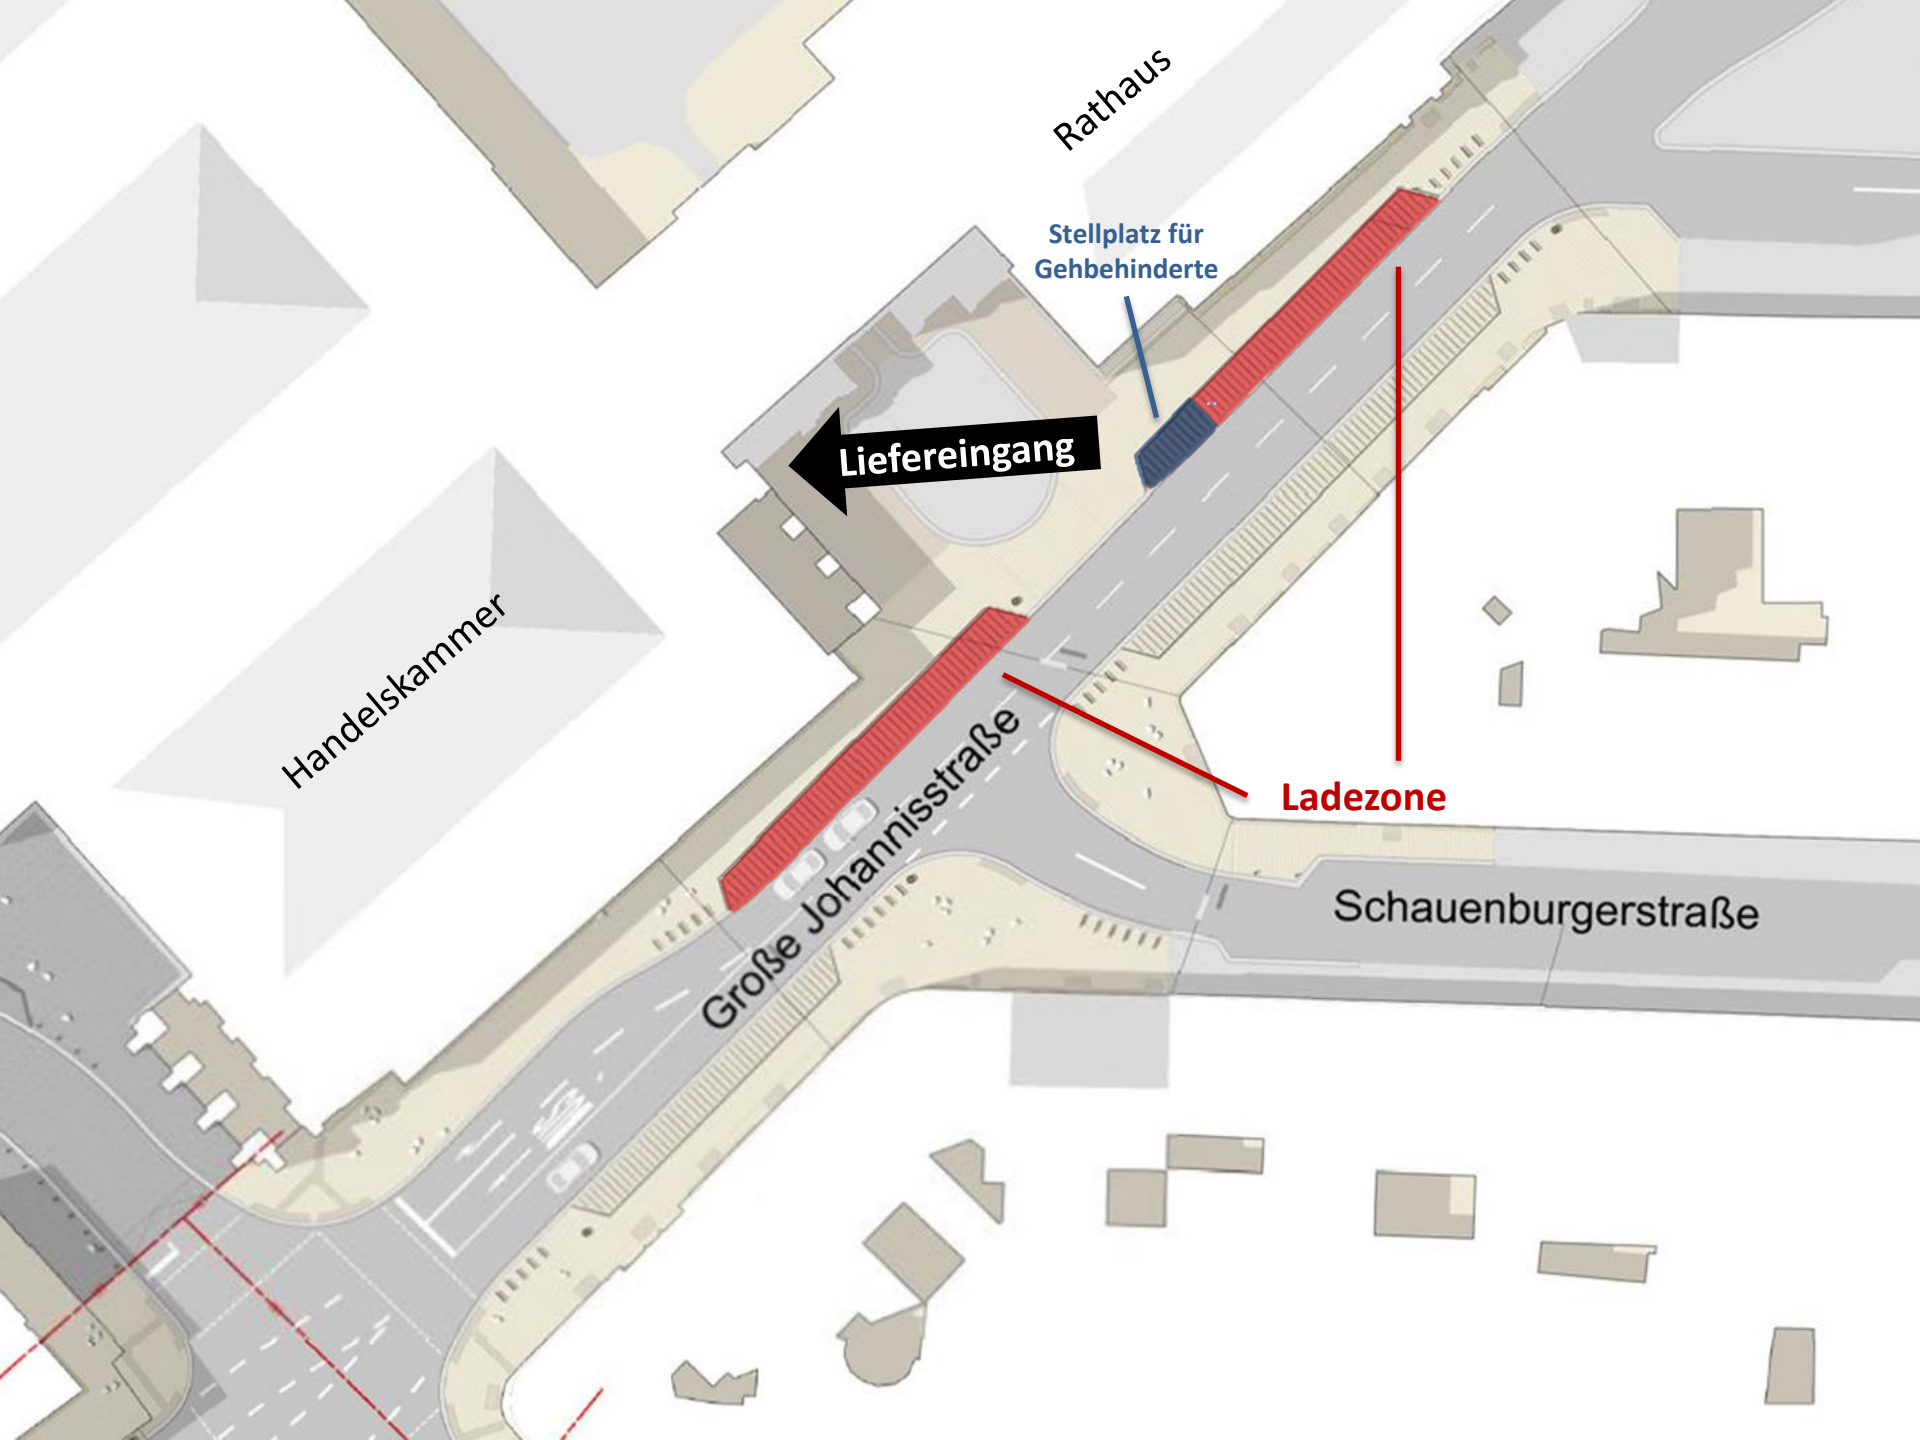 Rathaus
Stellplatz für
Gehbehinderte
Liefereingang
Handelskammer
Große Johannisstraße
Ladezone
Schauenburgerstraße